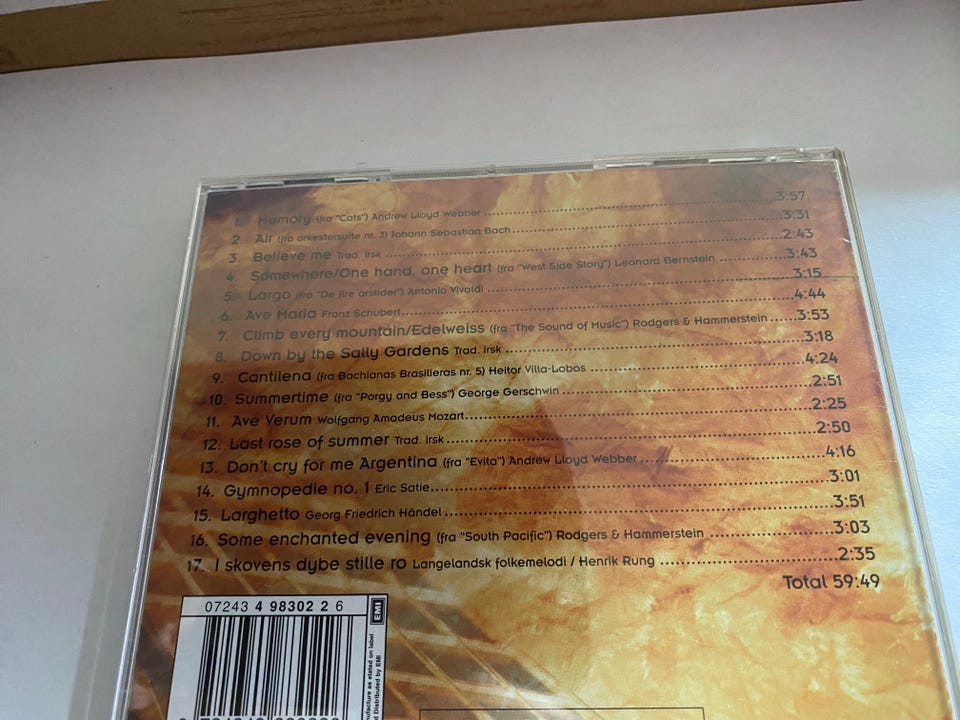 1. Memory (fra "Cats") Andrew Lloyd Webber 3:57
2 Air (fra orkestersuite nr. 3) Johann Sebastian Bach 3:31
3. Believe me Trad. Irsk 2:43
4. Somewhere/One hand, one heart (fra "West Side Story") Leonard Bernstein 3:43
5. Largo (fra "De fire årstider") Antonio Vivaldi 3:15
6. Ave Maria Franz Schubert 4:44
7. Climb every mountain/Edelweiss (fra "The Sound of Music") Rodgers & Hammerstein 3:53
8. Down by the Sally Gardens Trad. Irsk 3:18
9. Cantilena (fra Bachianas Brasilieras nr. 5) Heitor Villa-Lobos 4:24
10. Summertime (fra "Porgy and Bess") George Gerschwin 2:51
11. Ave Verum Wolfgang Amadeus Mozart 2:25
12. Last rose of summer Trad. Irsk 2:50
13. Don't cry for me Argentina (fra "Evita") Andrew Lloyd Webber 4:16
14. Gymnopedie no. 1 Eric Satie 3:01
15. Larghetto Georg Friedrich Händel 3:51
16. Some enchanted evening (fra "South Pacific") Rodgers & Hammerstein 3:03
17. I skovens dybe stille ro Langelandsk folkemelodi / Henrik Rung 2:35
Total 59:49
07243 4 98302 2 6
EMI
as stated on label
Distributed by EMI